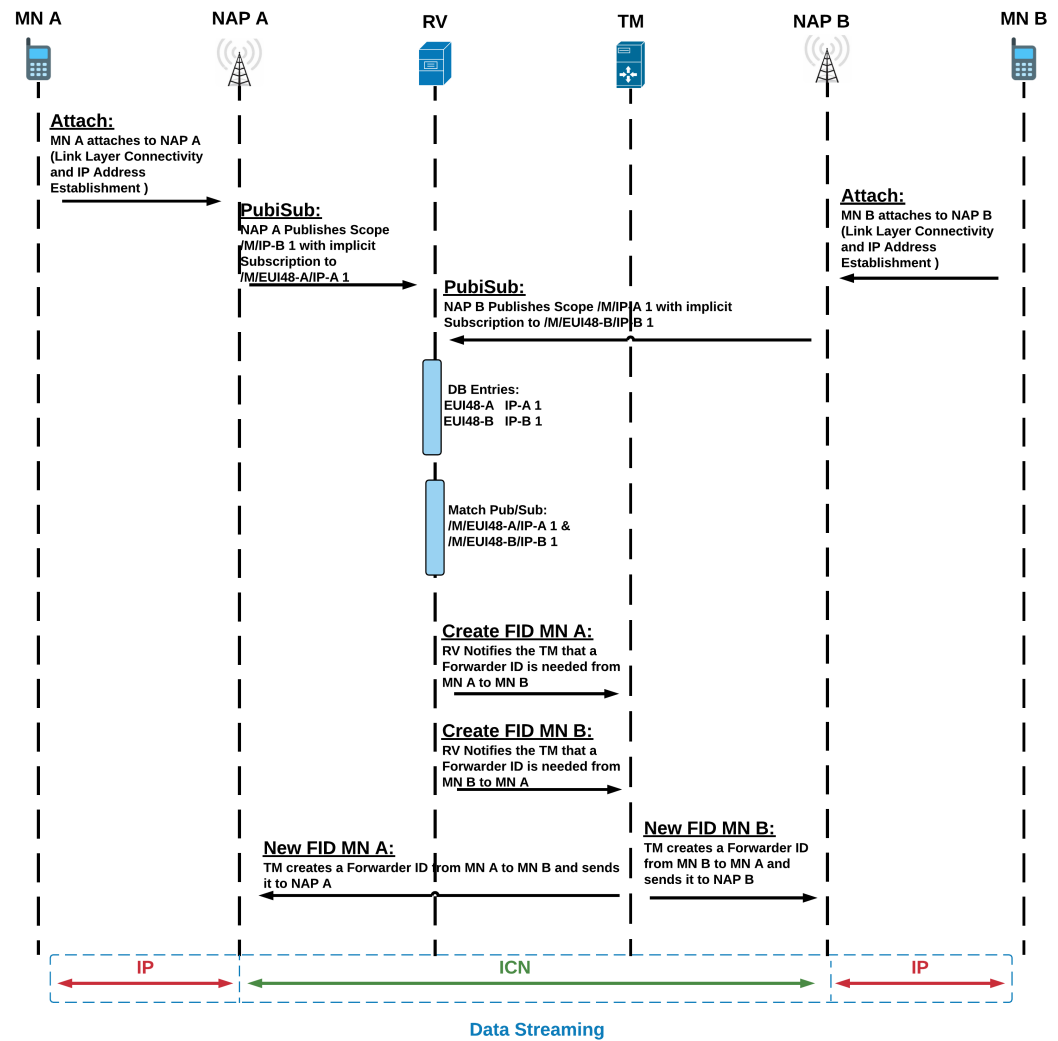 MN A
NAP A
RV
TM
NAP B
MN B
Attach:
MN A attaches to NAP A
(Link Layer Connectivity
and IP Address
Establishment )
PubiSub:
NAP A Publishes Scope
/M/IP-B 1 with implicit
Subscription to
/M/EUI48-A/IP-A 1
Attach:
MN B attaches to NAP B
(Link Layer Connectivity
and IP Address
Establishment )
PubiSub:
NAP B Publishes Scope /M/IP-A 1 with implicit
Subscription to /M/EUI48-B/IP-B 1
DB Entries:
EUI48-A IP-A 1
EUI48-B IP-B 1
Match Pub/Sub:
/M/EUI48-A/IP-A 1 &
/M/EUI48-B/IP-B 1
Create FID MN A:
RV Notifies the TM that a
Forwarder ID is needed from
MN A to MN B
Create FID MN B:
RV Notifies the TM that a
Forwarder ID is needed from
MN B to MN A
New FID MN B:
TM creates a Forwarder ID
from MN B to MN A and
sends it to NAP B
New FID MN A:
TM creates a Forwarder ID from MN A to MN B and sends
it to NAP A
IP
ICN
IP
Data Streaming